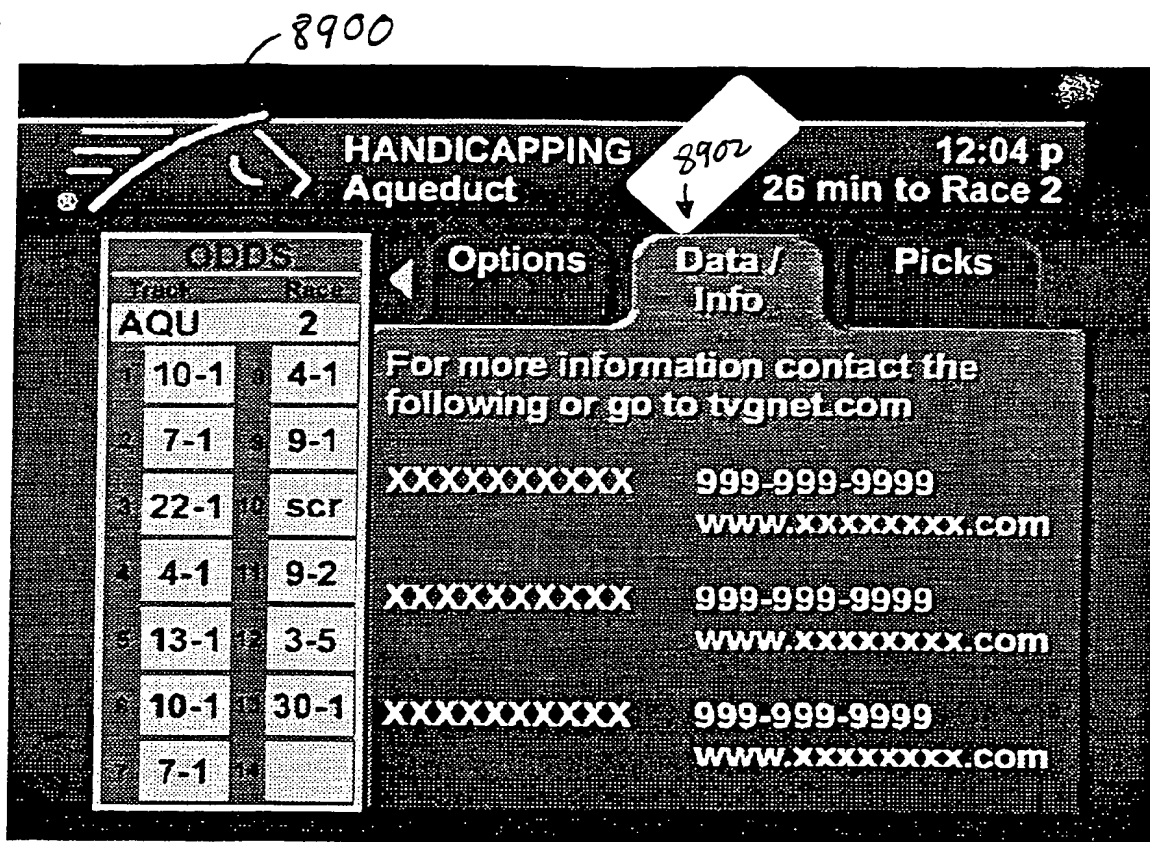 8900
HANDICAPPING
Aqueduct
8902
12:04 p
26 min to Race 2
®
ODDS
Track Race
AQU 2
1 10-1 8 4-1
2 7-1 9 9-1
3 22-1 10 scr
4 4-1 11 9-2
5 13-1 12 3-5
6 10-1 13 30-1
7 7-1 14
Options
Data /
Info
Picks
For more information contact the
following or go to tvgnet.com
XXXXXXXXXX 999-999-9999
www.xxxxxxxx.com
XXXXXXXXXX 999-999-9999
www.xxxxxxxx.com
XXXXXXXXXX 999-999-9999
www.xxxxxxxx.com